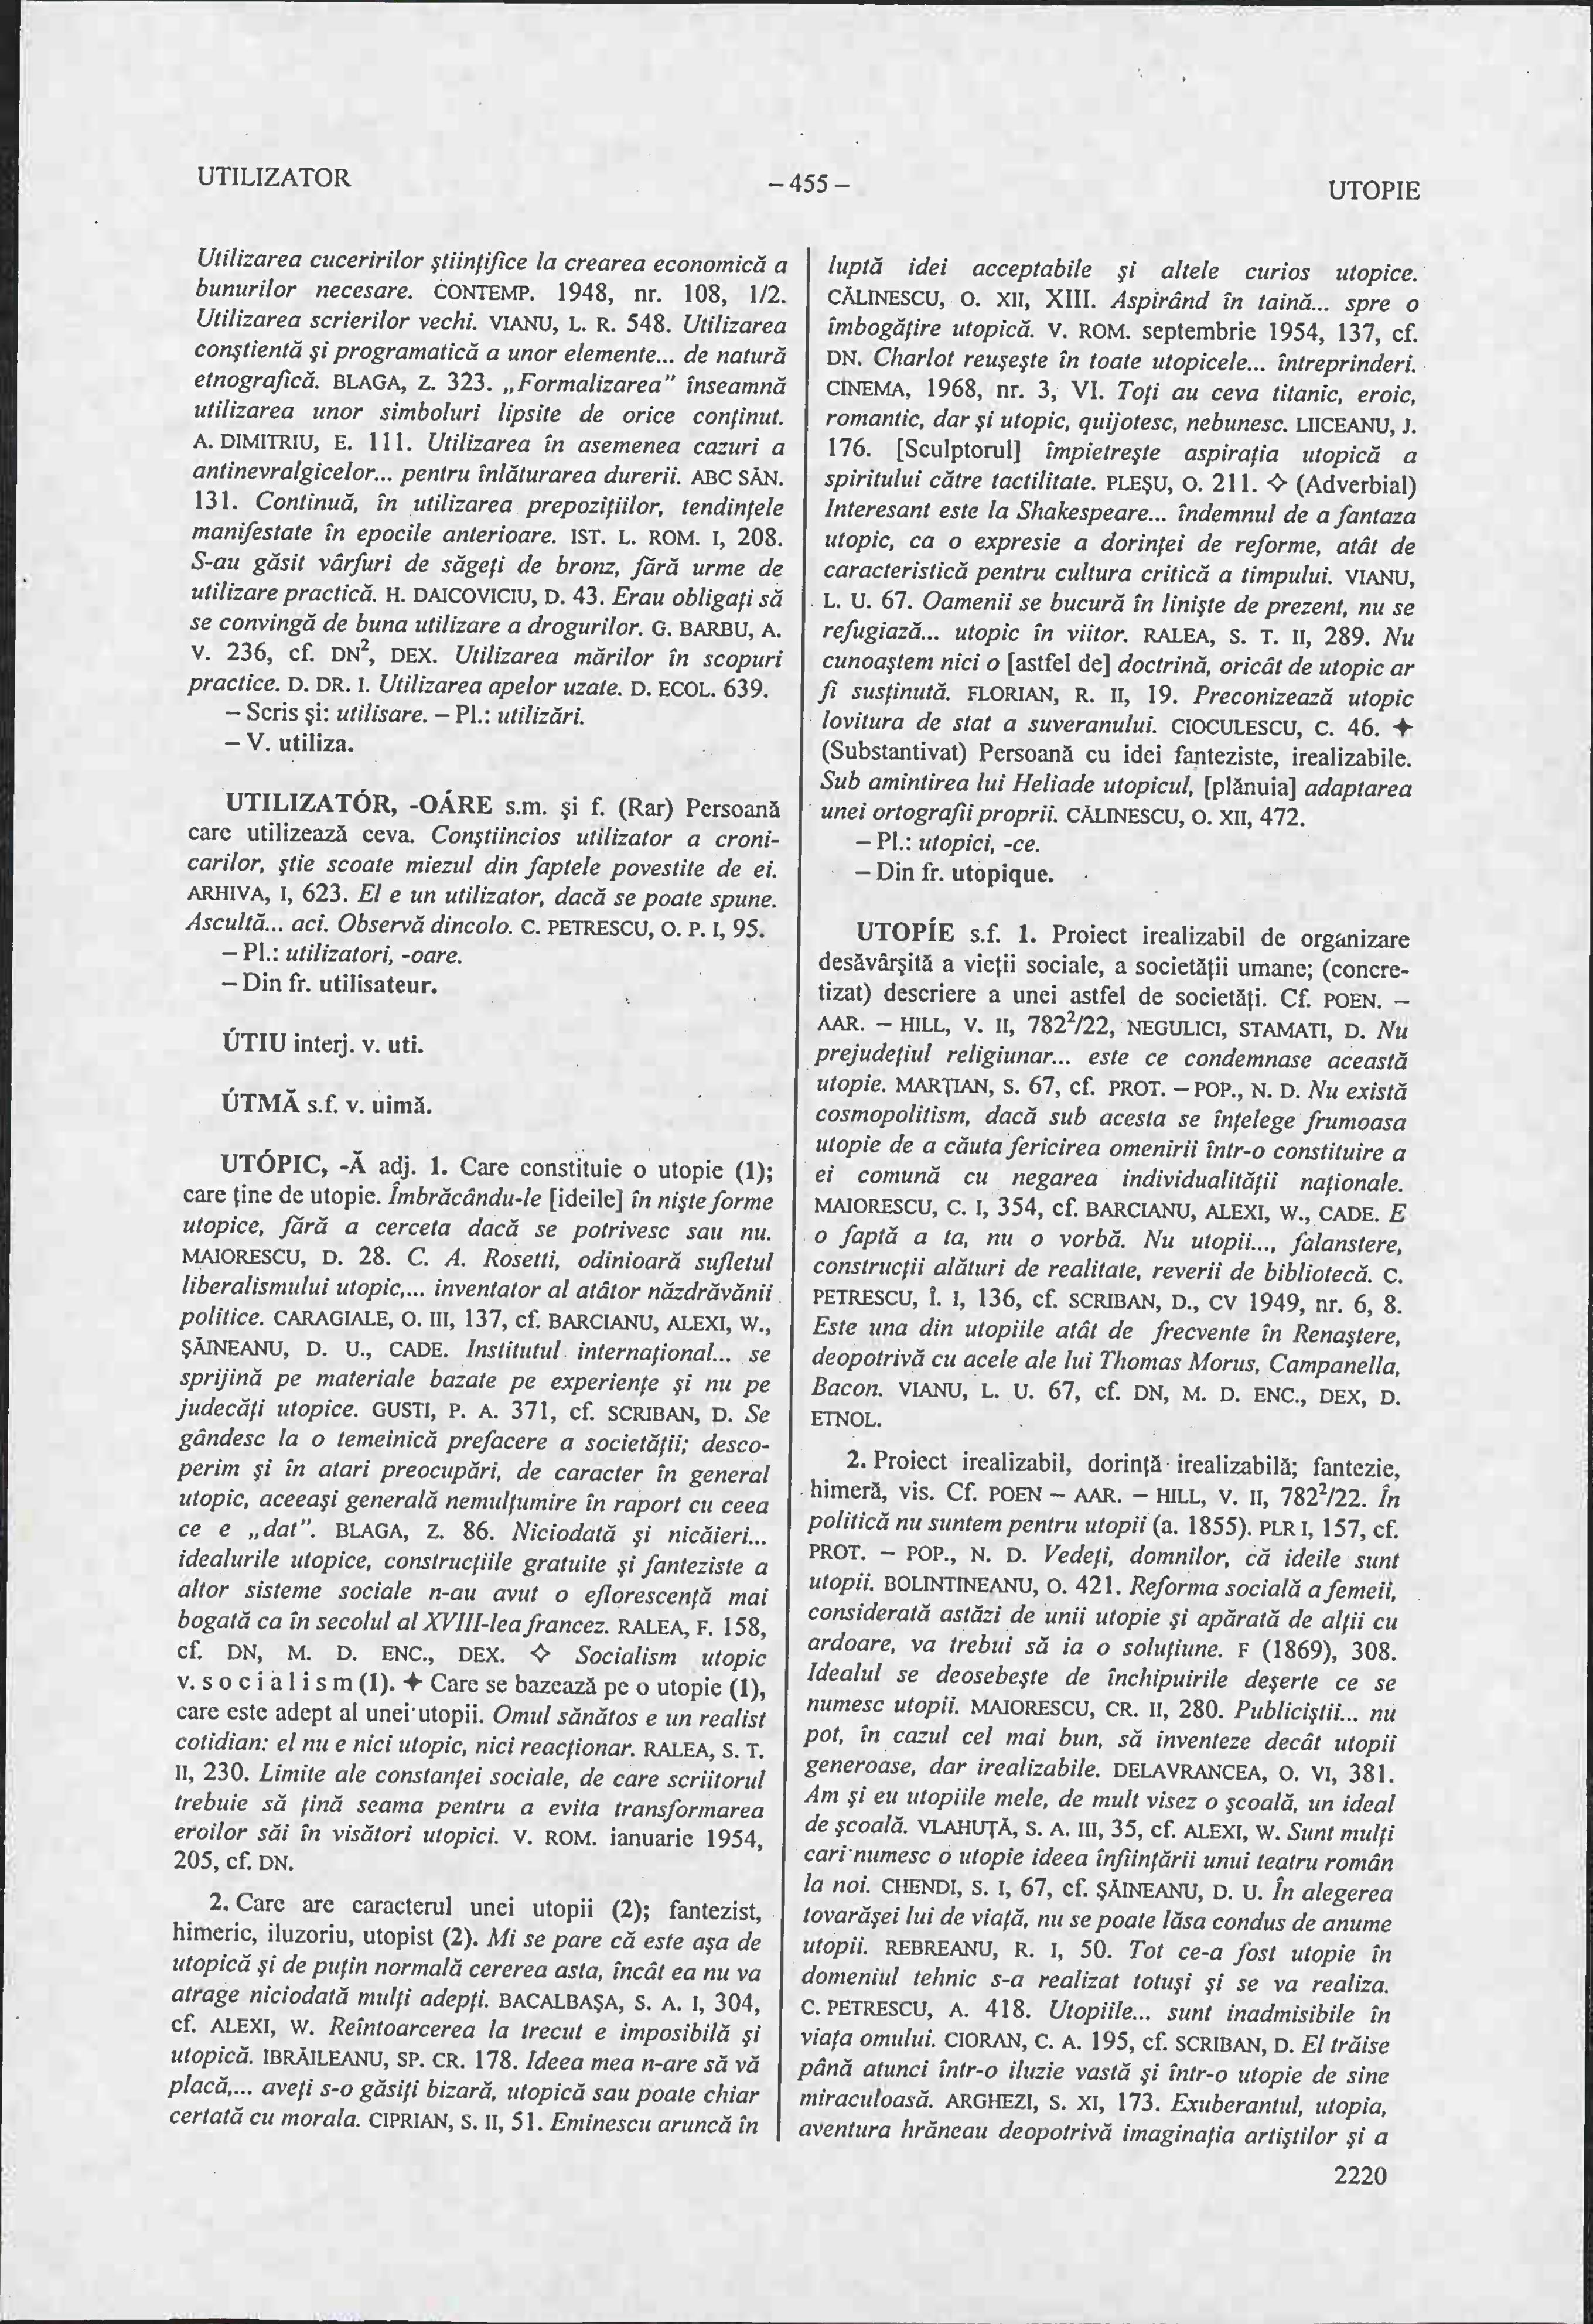 UTILIZATOR
– 455 –
UTOPIE
Utilizarea cuceririlor ştiinţifice la crearea economică a
bunurilor necesare. CONTEMP. 1948, nr. 108, 1/2.
Utilizarea scrierilor vechi. VIANU, L. R. 548. Utilizarea
conştientă şi programatică a unor elemente... de natură
etnografică. BLAGA, Z. 323. „Formalizarea” înseamnă
utilizarea unor simboluri lipsite de orice conţinut.
A. DIMITRIU, E. 111. Utilizarea în asemenea cazuri a
antinevralgicelor... pentru înlăturarea durerii. ABC SĂN.
131. Continuă, în utilizarea prepoziţiilor, tendinţele
manifestate în epocile anterioare. IST. L. ROM. I, 208.
S-au găsit vârfuri de săgeţi de bronz, fără urme de
utilizare practică. H. DAICOVICIU, D. 43. Erau obligaţi să
se convingă de buna utilizare a drogurilor. G. BARBU, A.
V. 236, cf. DN², DEX. Utilizarea mărilor în scopuri
practice. D. DR. I. Utilizarea apelor uzate. D. ECOL. 639.
– Scris şi: utilisare. – Pl.: utilizări.
– V. utiliza.
UTILIZATÓR, -OÁRE s.m. şi f. (Rar) Persoană
care utilizează ceva. Conştiincios utilizator a croni-
carilor, ştie scoate miezul din faptele povestite de ei.
ARHIVA, I, 623. El e un utilizator, dacă se poate spune.
Ascultă... aci. Observă dincolo. C. PETRESCU, O. P. I, 95.
– Pl.: utilizatori, -oare.
– Din fr. utilisateur.
ÚTIU interj. v. uti.
ÚTMĂ s.f. v. uimă.
UTÓPIC, -Ă adj. 1. Care constituie o utopie (1);
care ţine de utopie. Îmbrăcându-le [ideile] în nişte forme
utopice, fără a cerceta dacă se potrivesc sau nu.
MAIORESCU, D. 28. C. A. Rosetti, odinioară sufletul
liberalismului utopic,... inventator al atâtor năzdrăvănii
politice. CARAGIALE, O. III, 137, cf. BARCIANU, ALEXI, W.,
ŞĂINEANU, D. U., CADE. Institutul internaţional... se
sprijină pe materiale bazate pe experienţe şi nu pe
judecăţi utopice. GUSTI, P. A. 371, cf. SCRIBAN, D. Se
gândesc la o temeinică prefacere a societăţii; desco-
perim şi în atari preocupări, de caracter în general
utopic, aceeaşi generală nemulţumire în raport cu ceea
ce e „dat”. BLAGA, Z. 86. Niciodată şi nicăieri...
idealurile utopice, construcţiile gratuite şi fanteziste a
altor sisteme sociale n-au avut o eflorescenţă mai
bogată ca în secolul al XVIII-lea francez. RALEA, F. 158,
cf. DN, M. D. ENC., DEX. ✧ Socialism utopic
v. s o c i a l i s m (1). ✦ Care se bazează pe o utopie (1),
care este adept al unei utopii. Omul sănătos e un realist
cotidian: el nu e nici utopic, nici reacţionar. RALEA, S. T.
II, 230. Limite ale constanţei sociale, de care scriitorul
trebuie să ţină seama pentru a evita transformarea
eroilor săi în visători utopici. V. ROM. ianuarie 1954,
205, cf. DN.
2. Care are caracterul unei utopii (2); fantezist,
himeric, iluzoriu, utopist (2). Mi se pare că este aşa de
utopică şi de puţin normală cererea asta, încât ea nu va
atrage niciodată mulţi adepţi. BACALBAŞA, S. A. I, 304,
cf. ALEXI, W. Reîntoarcerea la trecut e imposibilă şi
utopică. IBRĂILEANU, SP. CR. 178. Ideea mea n-are să vă
placă,... aveţi s-o găsiţi bizară, utopică sau poate chiar
certată cu morala. CIPRIAN, S. II, 51. Eminescu aruncă în
luptă idei acceptabile şi altele curios utopice.
CĂLINESCU, O. XII, XIII. Aspirând în taină... spre o
îmbogăţire utopică. V. ROM. septembrie 1954, 137, cf.
DN. Charlot reuşeşte în toate utopicele... întreprinderi.
CINEMA, 1968, nr. 3, VI. Toţi au ceva titanic, eroic,
romantic, dar şi utopic, quijotesc, nebunesc. LIICEANU, J.
176. [Sculptorul] împietreşte aspiraţia utopică a
spiritului către tactilitate. PLEŞU, O. 211. ✧ (Adverbial)
Interesant este la Shakespeare... îndemnul de a fantaza
utopic, ca o expresie a dorinţei de reforme, atât de
caracteristică pentru cultura critică a timpului. VIANU,
L. U. 67. Oamenii se bucură în linişte de prezent, nu se
refugiază... utopic în viitor. RALEA, S. T. II, 289. Nu
cunoaştem nici o [astfel de] doctrină, oricât de utopic ar
fi susţinută. FLORIAN, R. II, 19. Preconizează utopic
lovitura de stat a suveranului. CIOCULESCU, C. 46. ✦
(Substantivat) Persoană cu idei fanteziste, irealizabile.
Sub amintirea lui Heliade utopicul, [plănuia] adaptarea
unei ortografii proprii. CĂLINESCU, O. XII, 472.
– Pl.: utopici, -ce.
– Din fr. utopique.
UTOPÍE s.f. 1. Proiect irealizabil de organizare
desăvârşită a vieţii sociale, a societăţii umane; (concre-
tizat) descriere a unei astfel de societăţi. Cf. POEN. –
AAR. – HILL, V. II, 782²/22, NEGULICI, STAMATI, D. Nu
prejudeţiul religiunar... este ce condemnase această
utopie. MARŢIAN, S. 67, cf. PROT. – POP., N. D. Nu există
cosmopolitism, dacă sub acesta se înţelege frumoasa
utopie de a căuta fericirea omenirii într-o constituire a
ei comună cu negarea individualităţii naţionale.
MAIORESCU, C. I, 354, cf. BARCIANU, ALEXI, W., CADE. E
o faptă a ta, nu o vorbă. Nu utopii..., falanstere,
construcţii alături de realitate, reverii de bibliotecă. C.
PETRESCU, Î. I, 136, cf. SCRIBAN, D., CV 1949, nr. 6, 8.
Este una din utopiile atât de frecvente în Renaştere,
deopotrivă cu acele ale lui Thomas Morus, Campanella,
Bacon. VIANU, L. U. 67, cf. DN, M. D. ENC., DEX, D.
ETNOL.
2. Proiect irealizabil, dorinţă irealizabilă; fantezie,
himeră, vis. Cf. POEN – AAR. – HILL, V. II, 782²/22. În
politică nu suntem pentru utopii (a. 1855). PLR I, 157, cf.
PROT. – POP., N. D. Vedeţi, domnilor, că ideile sunt
utopii. BOLINTINEANU, O. 421. Reforma socială a femeii,
considerată astăzi de unii utopie şi apărată de alţii cu
ardoare, va trebui să ia o soluţiune. F (1869), 308.
Idealul se deosebeşte de închipuirile deşerte ce se
numesc utopii. MAIORESCU, CR. II, 280. Publiciştii... nu
pot, în cazul cel mai bun, să inventeze decât utopii
generoase, dar irealizabile. DELAVRANCEA, O. VI, 381.
Am şi eu utopiile mele, de mult visez o şcoală, un ideal
de şcoală. VLAHUŢĂ, S. A. III, 35, cf. ALEXI, W. Sunt mulţi
cari numesc o utopie ideea înfiinţării unui teatru român
la noi. CHENDI, S. I, 67, cf. ŞĂINEANU, D. U. În alegerea
tovarăşei lui de viaţă, nu se poate lăsa condus de anume
utopii. REBREANU, R. I, 50. Tot ce-a fost utopie în
domeniul tehnic s-a realizat totuşi şi se va realiza.
C. PETRESCU, A. 418. Utopiile... sunt inadmisibile în
viaţa omului. CIORAN, C. A. 195, cf. SCRIBAN, D. El trăise
până atunci într-o iluzie vastă şi într-o utopie de sine
miraculoasă. ARGHEZI, S. XI, 173. Exuberantul, utopia,
aventura hrăneau deopotrivă imaginaţia artiştilor şi a
2220